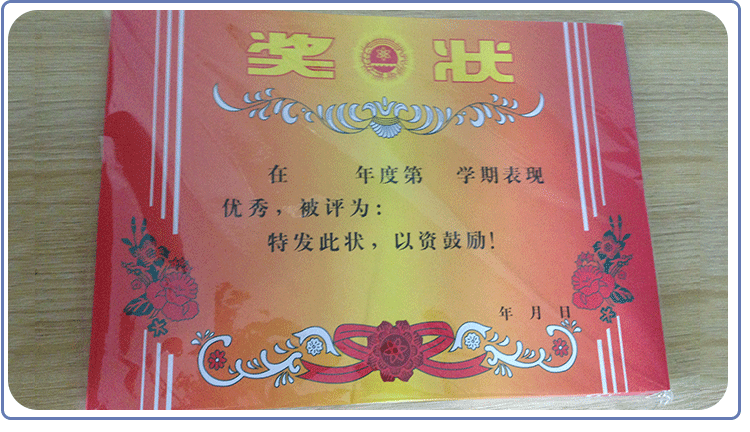 奖 状
在 年度第 学期表现
优秀，被评为：
特发此状，以资鼓励！
年 月 日